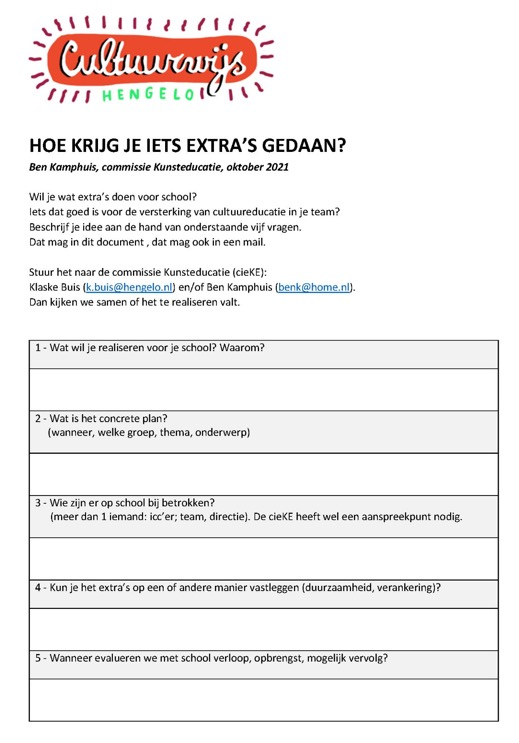 Cultuurwijs
HENGELO
HOE KRIJG JE IETS EXTRA'S GEDAAN?
Ben Kamphuis, commissie Kunsteducatie, oktober 2021
Wil je wat extra's doen voor school?
Iets dat goed is voor de versterking van cultuureducatie in je team?
Beschrijf je idee aan de hand van onderstaande vijf vragen.
Dat mag in dit document , dat mag ook in een mail.
Stuur het naar de commissie Kunsteducatie (cieKE):
Klaske Buis (k.buis@hengelo.nl) en/of Ben Kamphuis (benk@home.nl).
Dan kijken we samen of het te realiseren valt.
1 - Wat wil je realiseren voor je school? Waarom?
2 - Wat is het concrete plan?
(wanneer, welke groep, thema, onderwerp)
3 - Wie zijn er op school bij betrokken?
(meer dan 1 iemand: icc'er; team, directie). De cieKE heeft wel een aanspreekpunt nodig.
4 - Kun je het extra's op een of andere manier vastleggen (duurzaamheid, verankering)?
5 - Wanneer evalueren we met school verloop, opbrengst, mogelijk vervolg?